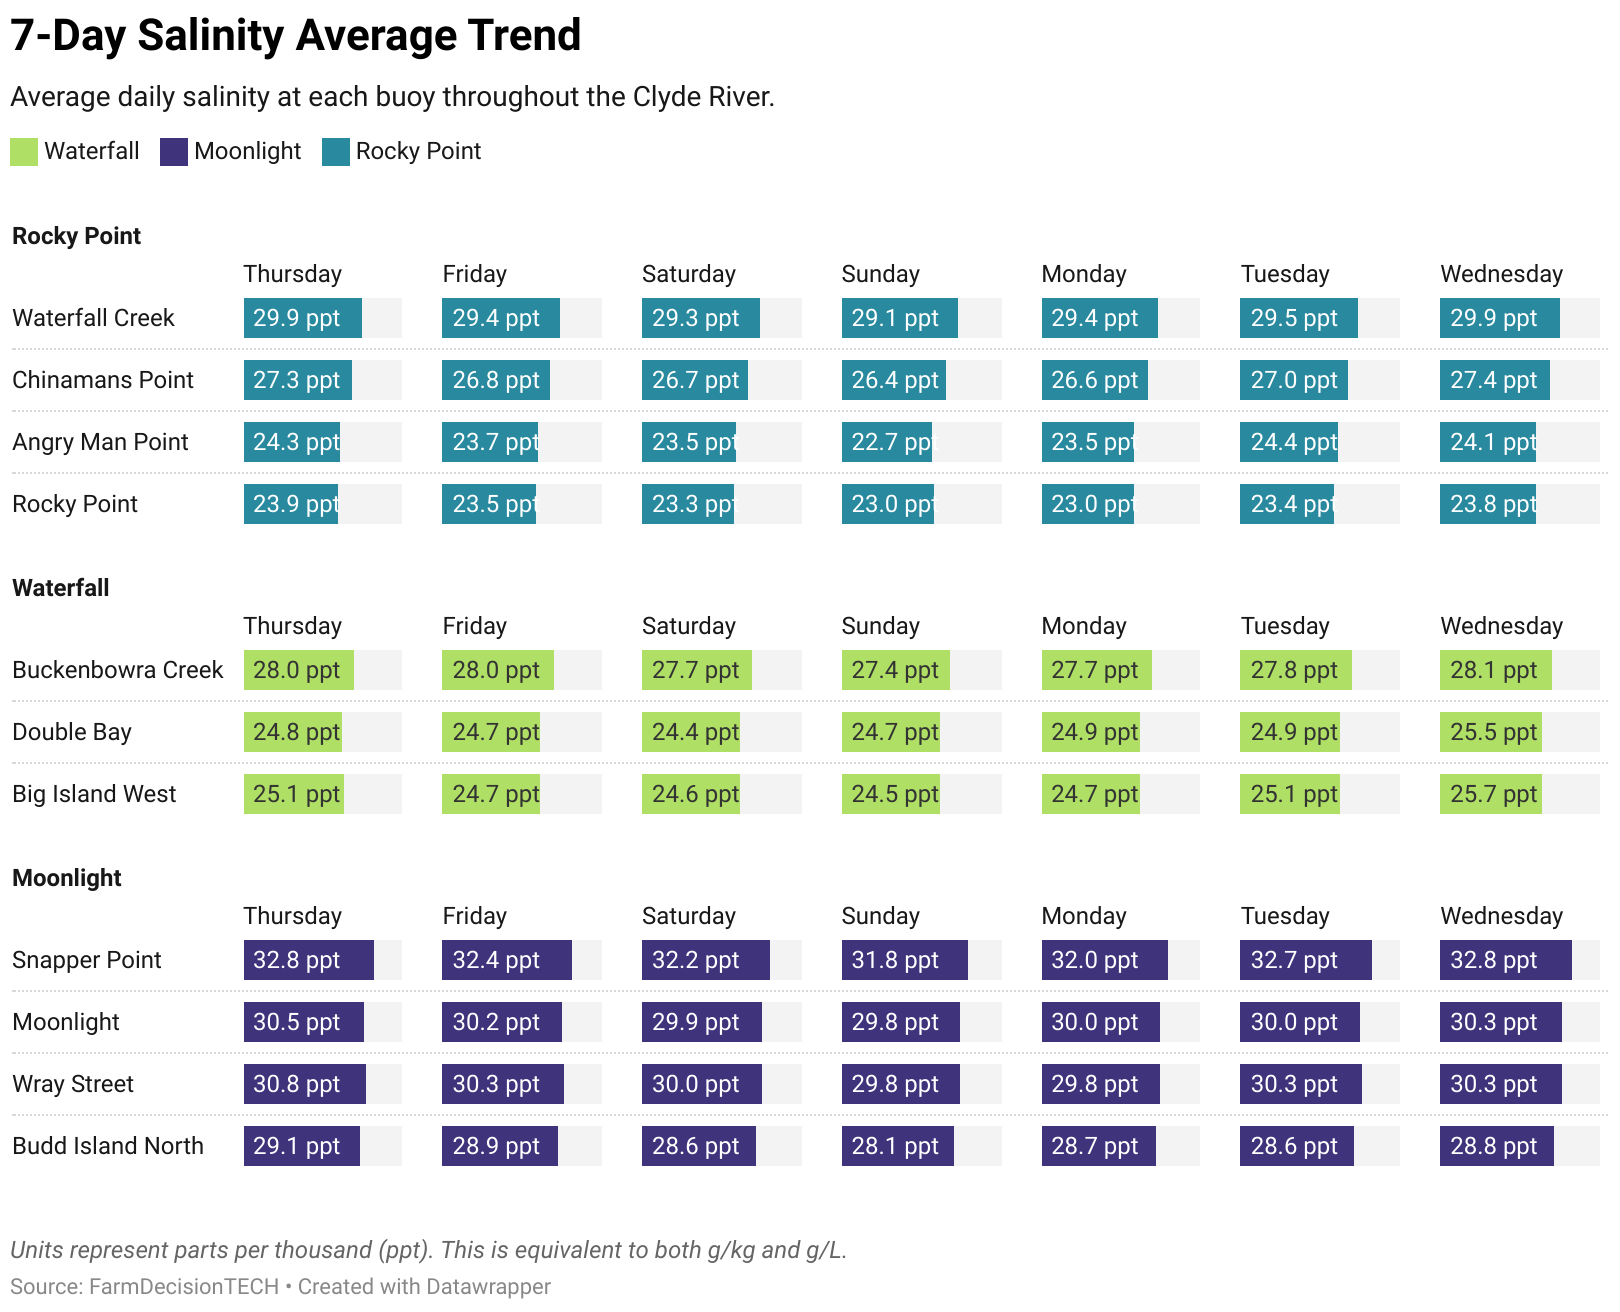 7-Day Salinity Average Trend
Average daily salinity at each buoy throughout the Clyde River.
Waterfall Moonlight Rocky Point
Rocky Point
Thursday Friday Saturday Sunday Monday Tuesday Wednesday
Waterfall Creek 29.9 ppt 29.4 ppt 29.3 ppt 29.1 ppt 29.4 ppt 29.5 ppt 29.9 ppt
Chinamans Point 27.3 ppt 26.8 ppt 26.7 ppt 26.4 ppt 26.6 ppt 27.0 ppt 27.4 ppt
Angry Man Point 24.3 ppt 23.7 ppt 23.5 ppt 22.7 ppt 23.5 ppt 24.4 ppt 24.1 ppt
Rocky Point 23.9 ppt 23.5 ppt 23.3 ppt 23.0 ppt 23.0 ppt 23.4 ppt 23.8 ppt
Waterfall
Thursday Friday Saturday Sunday Monday Tuesday Wednesday
Buckenbowra Creek 28.0 ppt 28.0 ppt 27.7 ppt 27.4 ppt 27.7 ppt 27.8 ppt 28.1 ppt
Double Bay 24.8 ppt 24.7 ppt 24.4 ppt 24.7 ppt 24.9 ppt 24.9 ppt 25.5 ppt
Big Island West 25.1 ppt 24.7 ppt 24.6 ppt 24.5 ppt 24.7 ppt 25.1 ppt 25.7 ppt
Moonlight
Thursday Friday Saturday Sunday Monday Tuesday Wednesday
Snapper Point 32.8 ppt 32.4 ppt 32.2 ppt 31.8 ppt 32.0 ppt 32.7 ppt 32.8 ppt
Moonlight 30.5 ppt 30.2 ppt 29.9 ppt 29.8 ppt 30.0 ppt 30.0 ppt 30.3 ppt
Wray Street 30.8 ppt 30.3 ppt 30.0 ppt 29.8 ppt 29.8 ppt 30.3 ppt 30.3 ppt
Budd Island North 29.1 ppt 28.9 ppt 28.6 ppt 28.1 ppt 28.7 ppt 28.6 ppt 28.8 ppt
Units represent parts per thousand (ppt). This is equivalent to both g/kg and g/L.
Source: FarmDecisionTECH • Created with Datawrapper